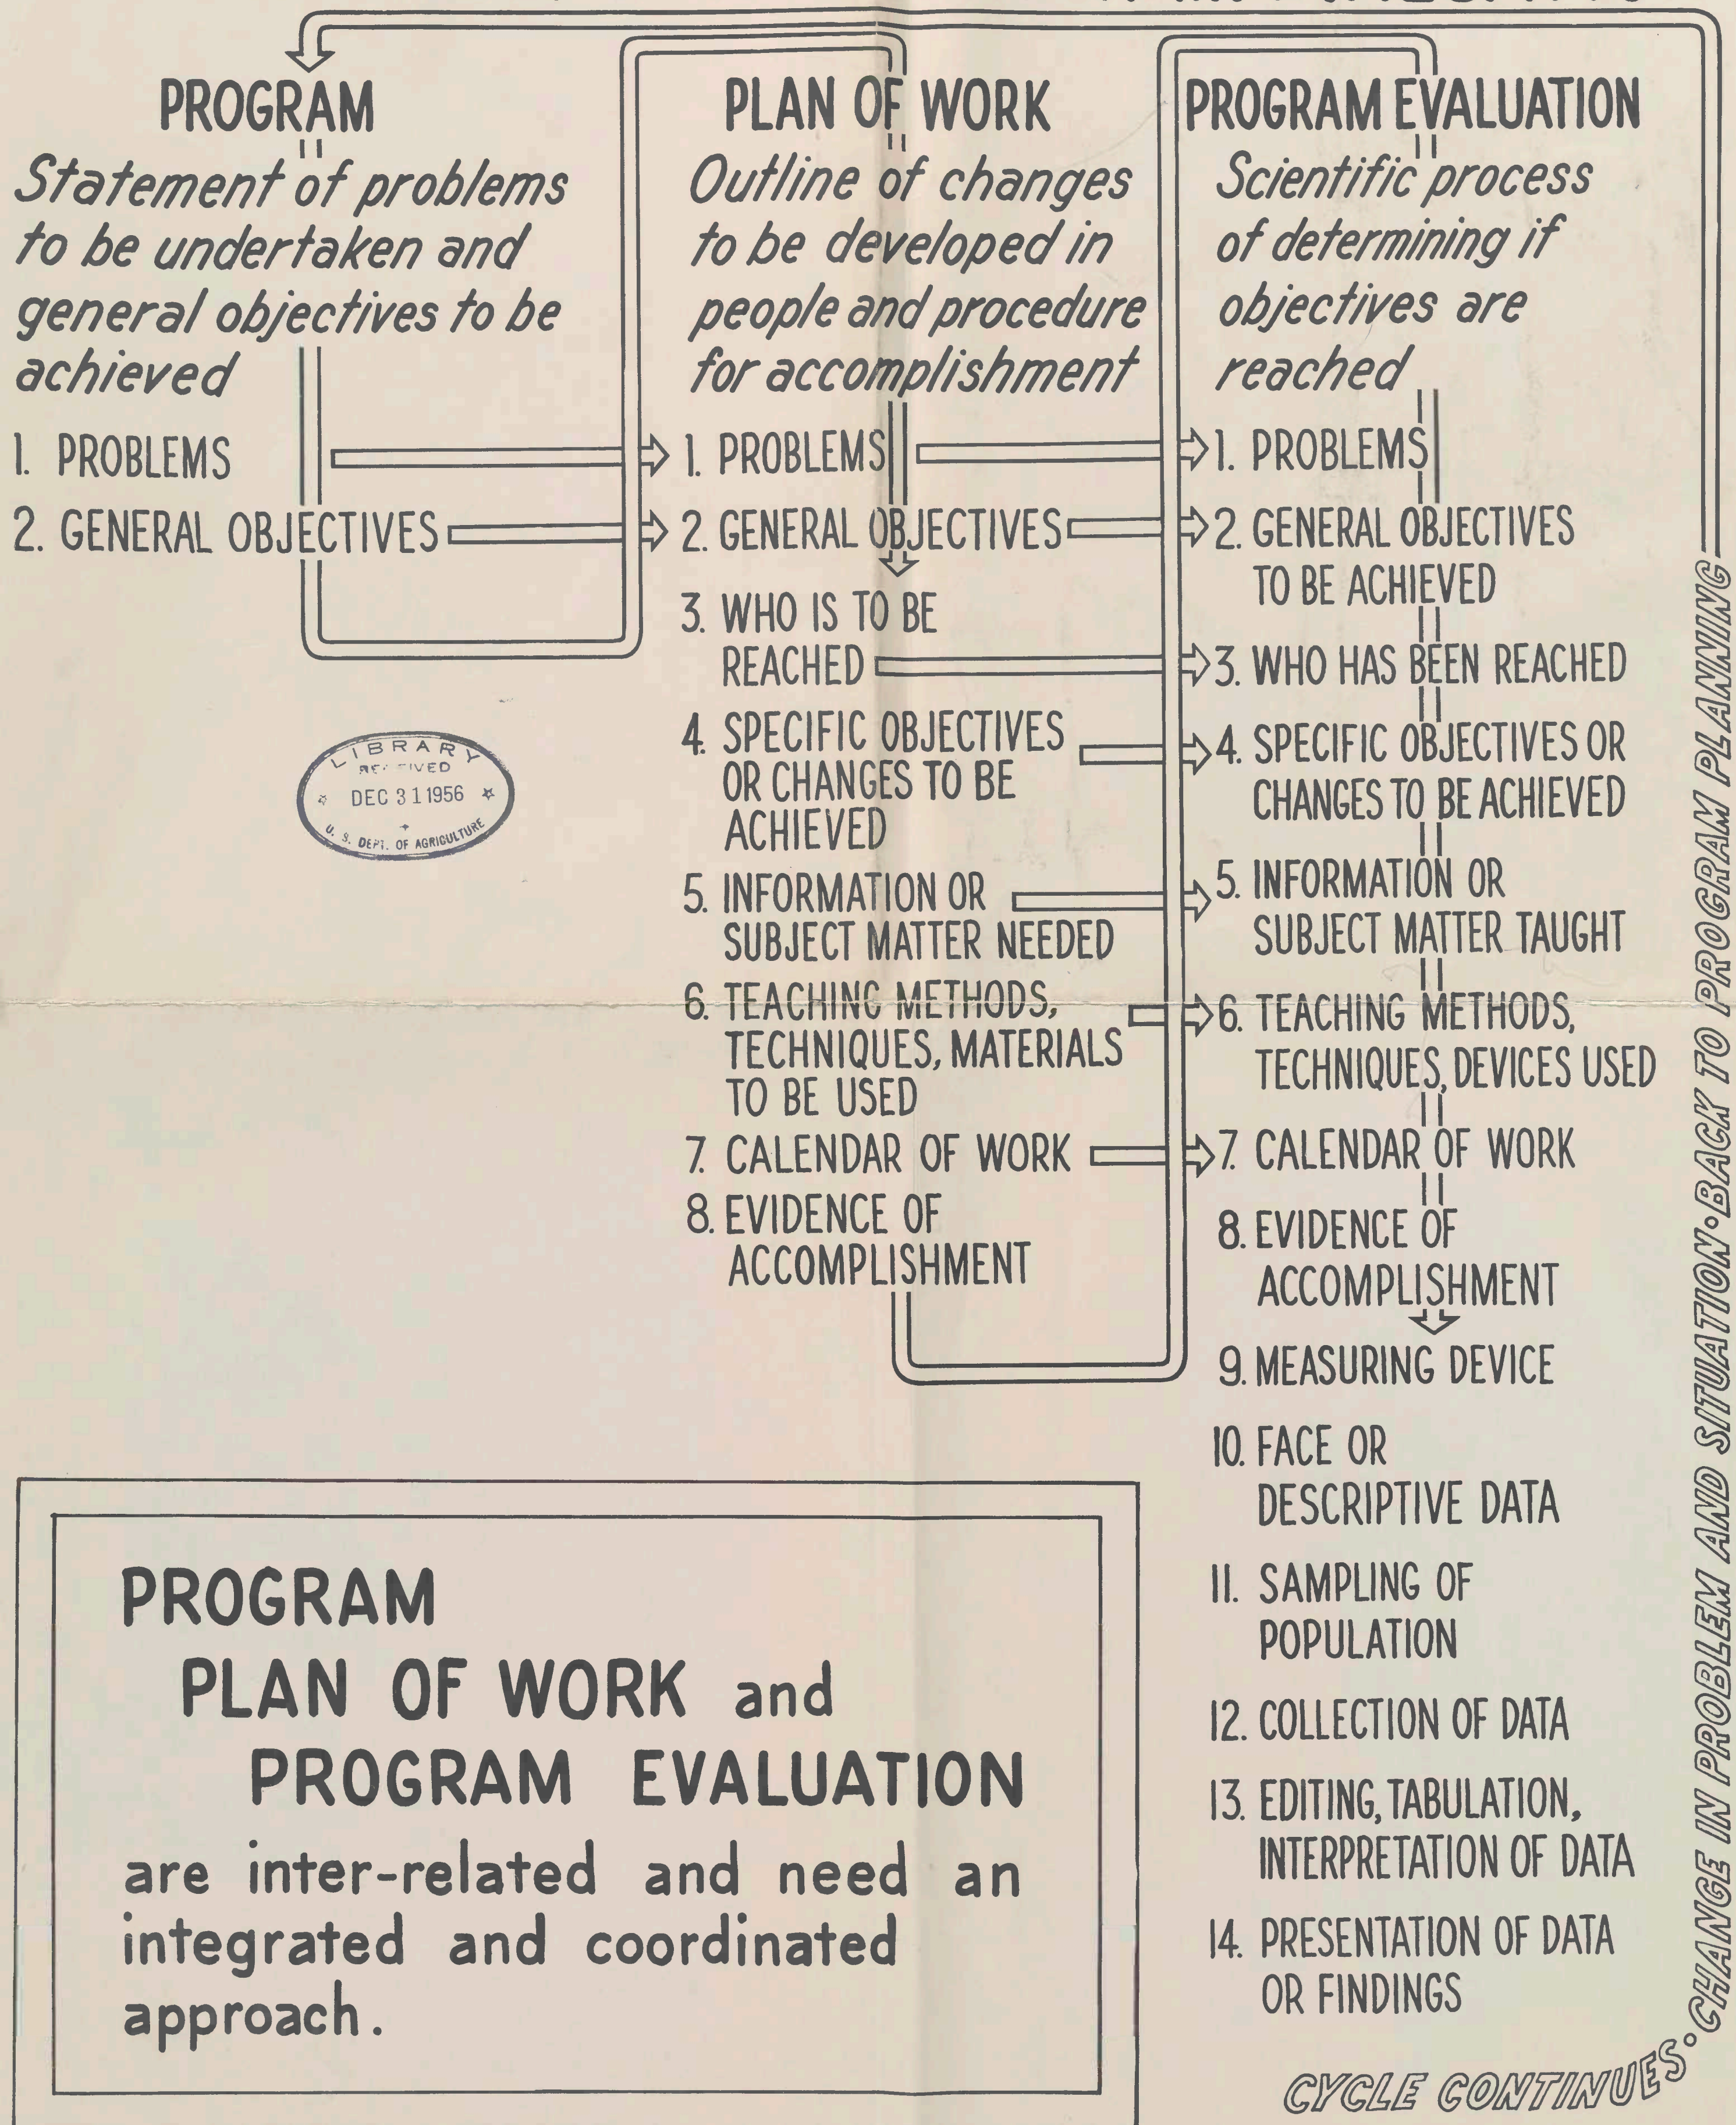 PROGRAM
Statement of problems
to be undertaken and
general objectives to be
achieved
1. PROBLEMS
2. GENERAL OBJECTIVES
LIBRARY
RECEIVED
DEC 31 1956
U. S. DEPT. OF AGRICULTURE
PLAN OF WORK
Outline of changes
to be developed in
people and procedure
for accomplishment
1. PROBLEMS
2. GENERAL OBJECTIVES
3. WHO IS TO BE
REACHED
4. SPECIFIC OBJECTIVES
OR CHANGES TO BE
ACHIEVED
5. INFORMATION OR
SUBJECT MATTER NEEDED
6. TEACHING METHODS,
TECHNIQUES, MATERIALS
TO BE USED
7. CALENDAR OF WORK
8. EVIDENCE OF
ACCOMPLISHMENT
PROGRAM EVALUATION
Scientific process
of determining if
objectives are
reached
1. PROBLEMS
2. GENERAL OBJECTIVES
TO BE ACHIEVED
3. WHO HAS BEEN REACHED
4. SPECIFIC OBJECTIVES OR
CHANGES TO BE ACHIEVED
5. INFORMATION OR
SUBJECT MATTER TAUGHT
6. TEACHING METHODS,
TECHNIQUES, DEVICES USED
7. CALENDAR OF WORK
8. EVIDENCE OF
ACCOMPLISHMENT
9. MEASURING DEVICE
10. FACE OR
DESCRIPTIVE DATA
11. SAMPLING OF
POPULATION
12. COLLECTION OF DATA
13. EDITING, TABULATION,
INTERPRETATION OF DATA
14. PRESENTATION OF DATA
OR FINDINGS
CYCLE CONTINUES • CHANGE IN PROBLEM AND SITUATION • BACK TO PROGRAM PLANNING
PROGRAM
PLAN OF WORK and
PROGRAM EVALUATION
are inter-related and need an
integrated and coordinated
approach.